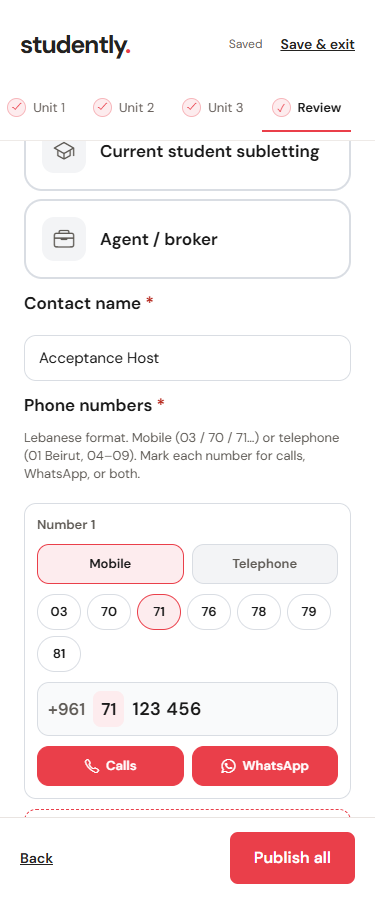 studently.
Saved
Save & exit
Unit 1
Unit 2
Unit 3
Review
Current student subletting
Agent / broker
Contact name *
Acceptance Host
Phone numbers *
Lebanese format. Mobile (03 / 70 / 71…) or telephone
(01 Beirut, 04–09). Mark each number for calls,
WhatsApp, or both.
Number 1
Mobile
Telephone
03
70
71
76
78
79
81
+961 71 123 456
Calls
WhatsApp
Back
Publish all